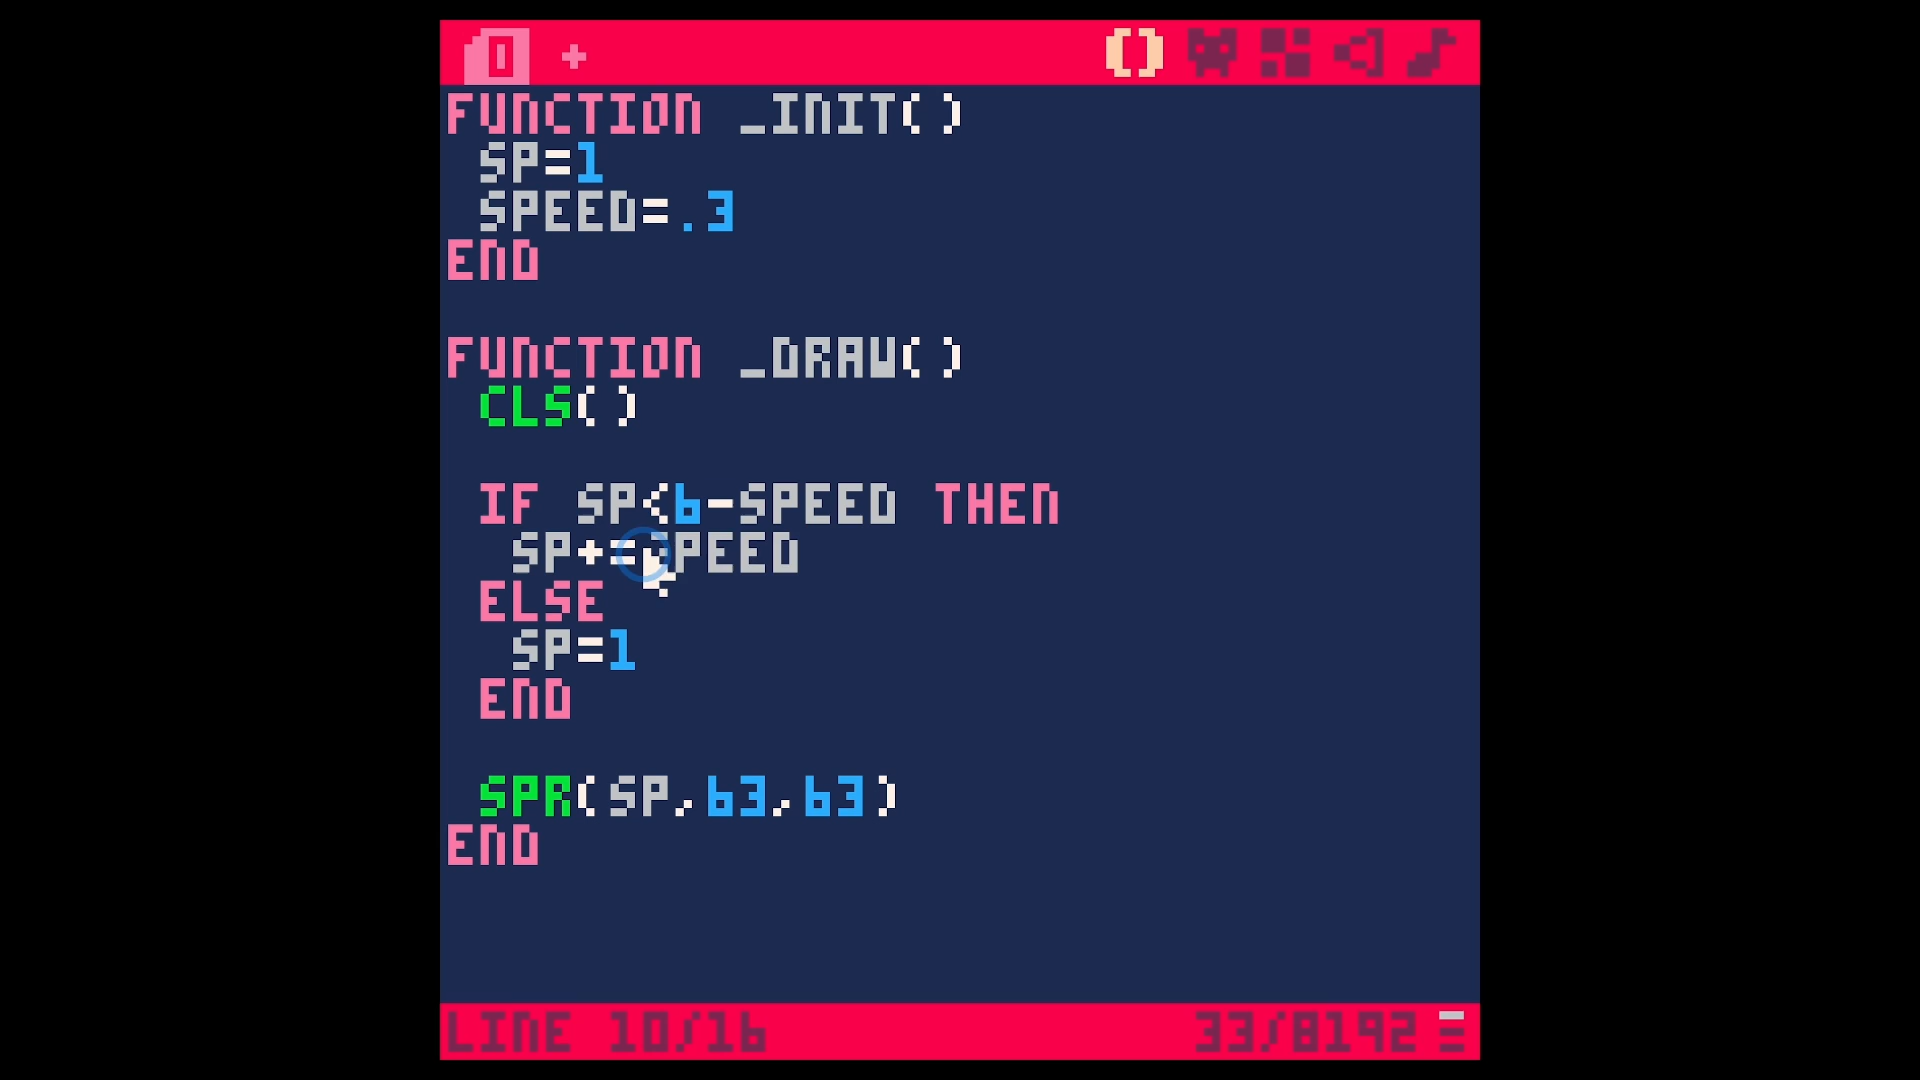 0 +
FUNCTION _INIT()
SP=1
SPEED=.3
END
FUNCTION _DRAW()
CLS()
IF SP<6-SPEED THEN
SP+=SPEED
ELSE
SP=1
END
SPR(SP,63,63)
END
LINE 10/16 33/8192